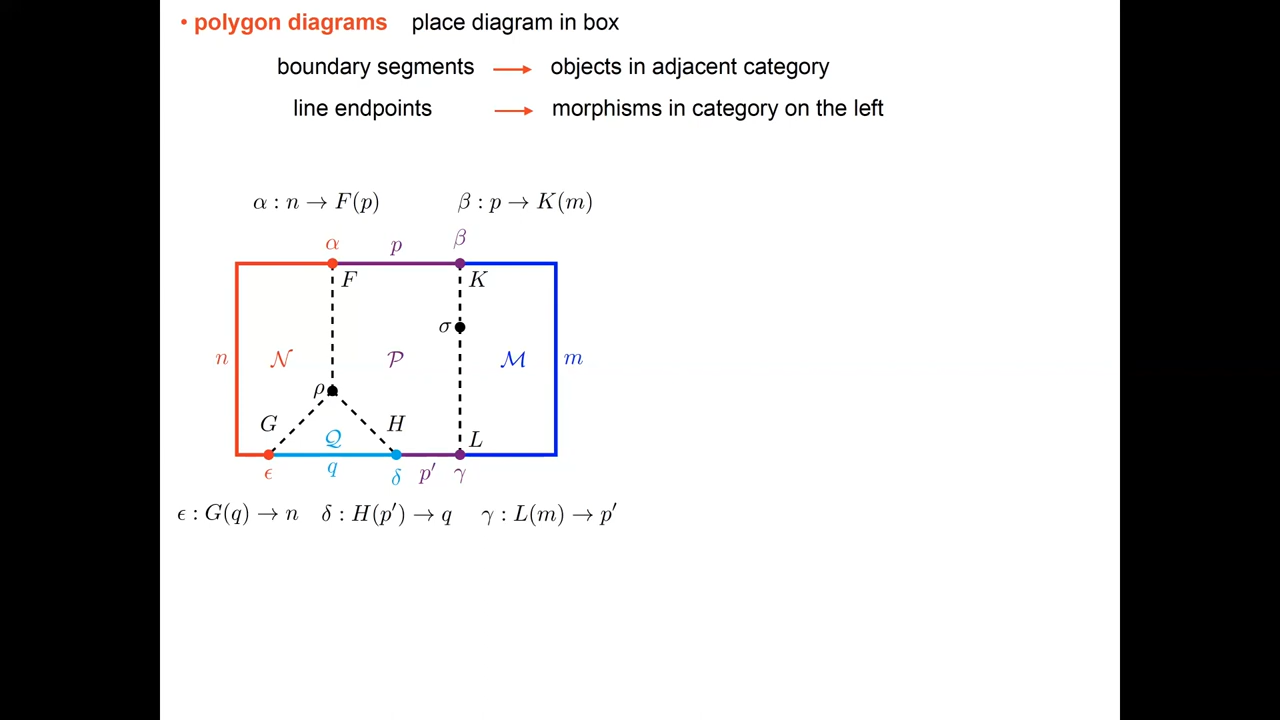 • polygon diagrams place diagram in box
boundary segments → objects in adjacent category
line endpoints → morphisms in category on the left
α : n → F(p) β : p → K(m)
α p β
F K
σ
n 𝒩 𝒫 ℳ m
ρ
G H
𝒬 L
ϵ q δ p′ γ
ϵ : G(q) → n δ : H(p′) → q γ : L(m) → p′